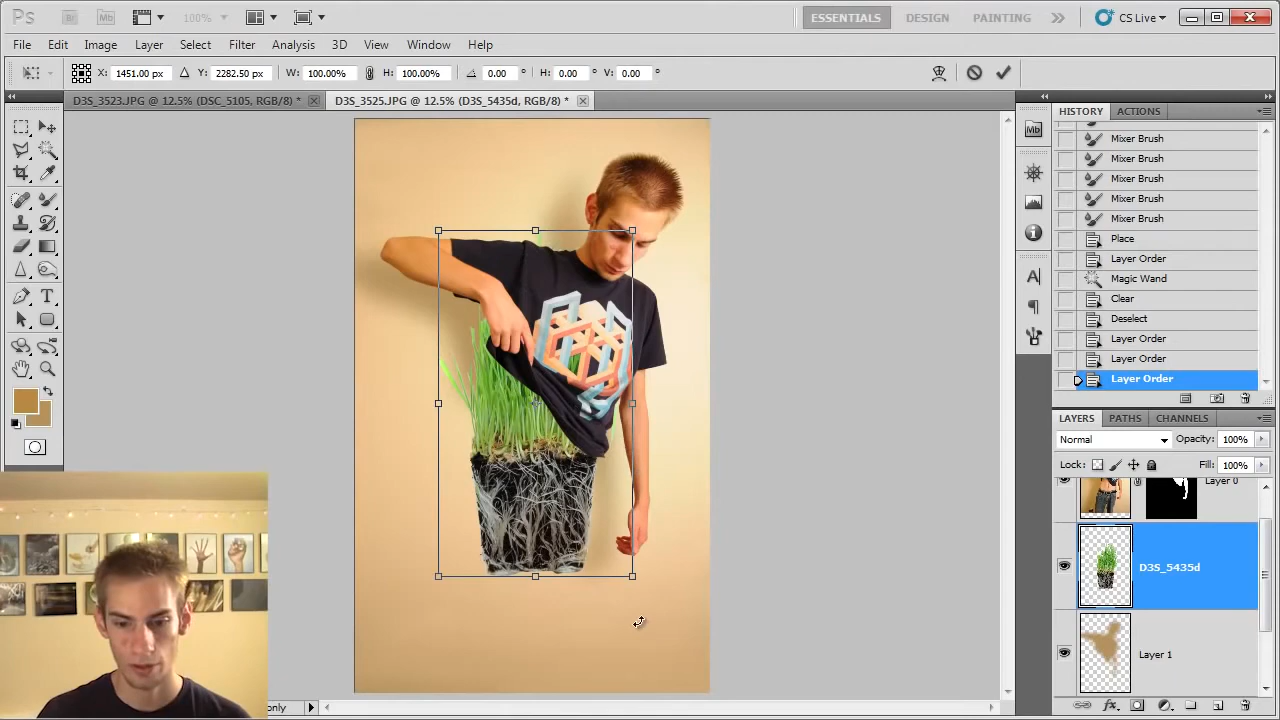 Ps Br Mb 100% ESSENTIALS DESIGN PAINTING CS Live
File Edit Image Layer Select Filter Analysis 3D View Window Help
X: 1451.00 px Y: 2282.50 px W: 100.00% H: 100.00% 0.00 ° H: 0.00 ° V: 0.00 °
D3S_3523.JPG @ 12.5% (DSC_5105, RGB/8) * D3S_3525.JPG @ 12.5% (D3S_5435d, RGB/8) *
HISTORY ACTIONS
Mb
Mixer Brush
Mixer Brush
Mixer Brush
Mixer Brush
Mixer Brush
Place
Layer Order
Magic Wand
Clear
Deselect
Layer Order
Layer Order
Layer Order
LAYERS PATHS CHANNELS
Normal Opacity: 100%
Lock: Fill: 100%
Layer 0
D3S_5435d
Layer 1
only
fx